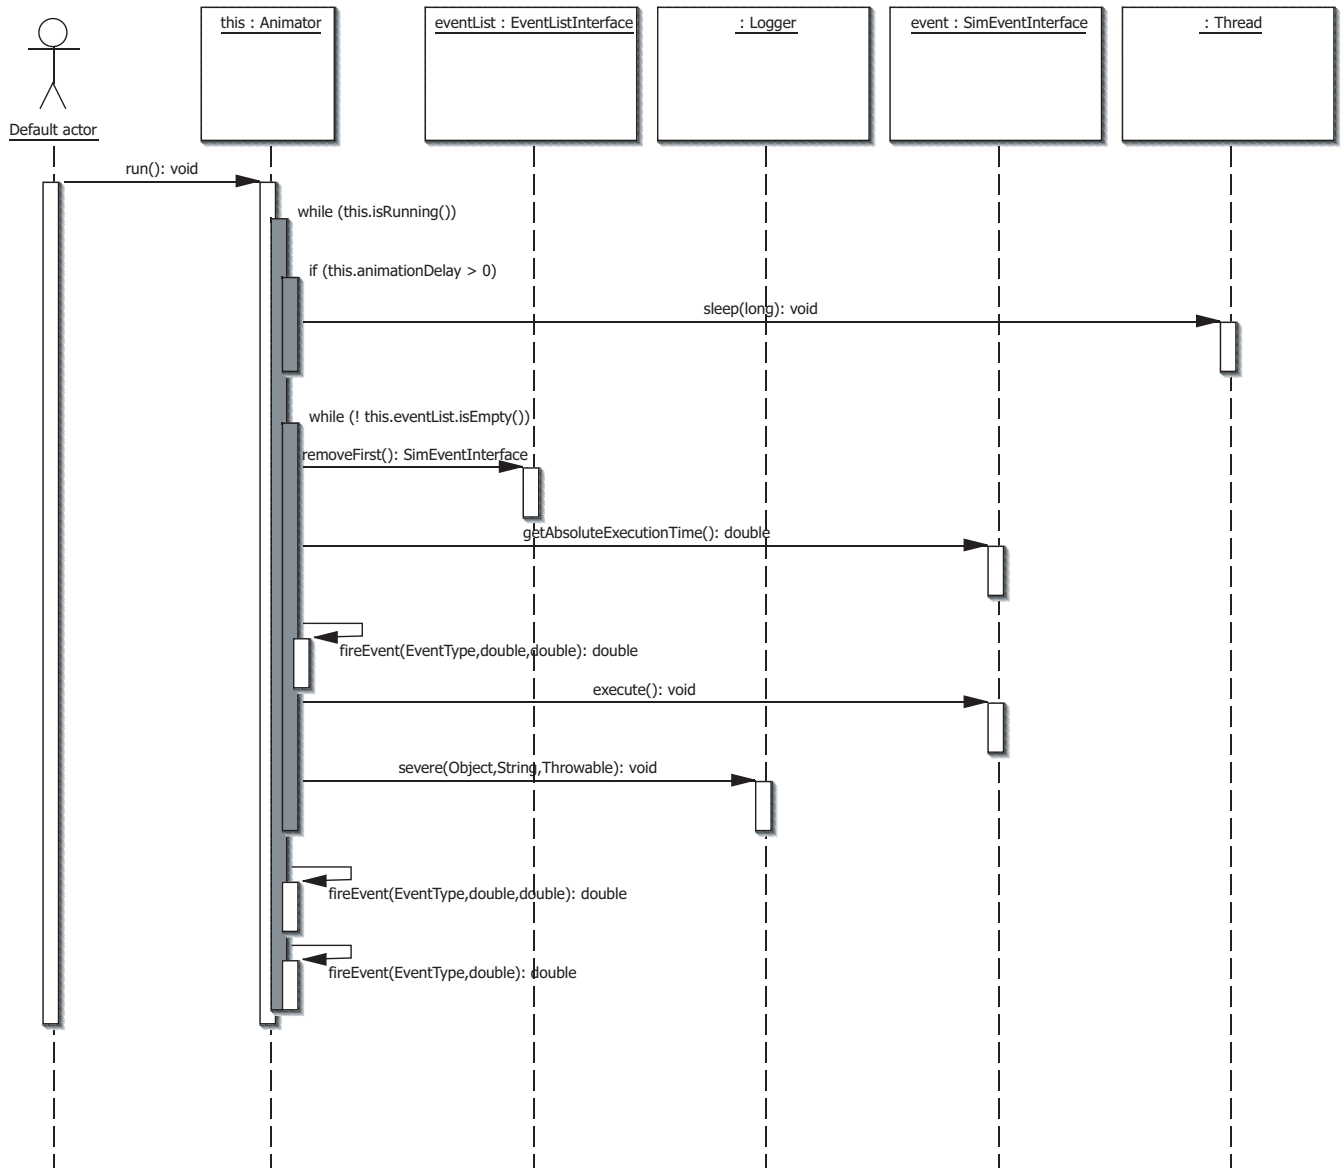 this : Animator
eventList : EventListInterface
: Logger
event : SimEventInterface
: Thread
Default actor
run(): void
while (this.isRunning())
if (this.animationDelay > 0)
sleep(long): void
while (! this.eventList.isEmpty())
removeFirst(): SimEventInterface
getAbsoluteExecutionTime(): double
fireEvent(EventType,double,double): double
execute(): void
severe(Object,String,Throwable): void
fireEvent(EventType,double,double): double
fireEvent(EventType,double): double